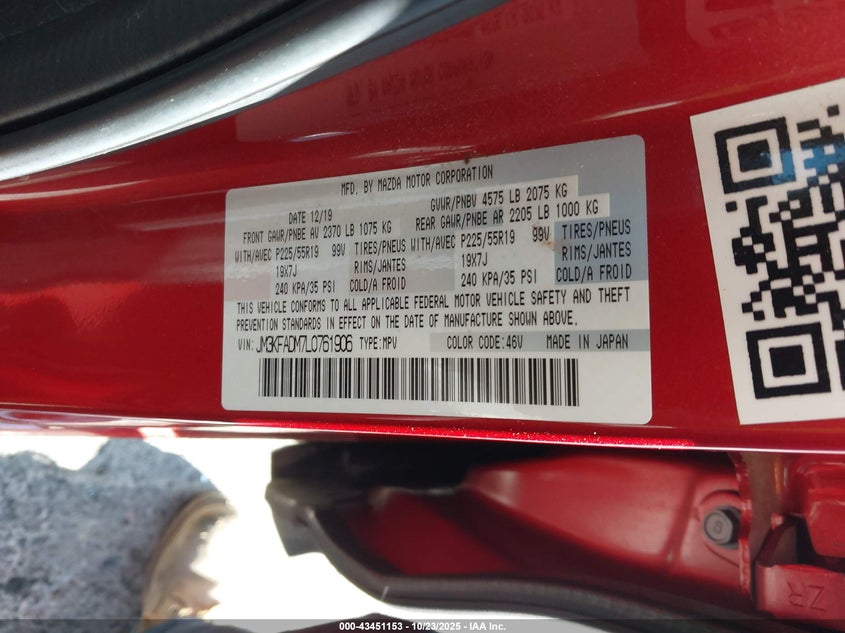 MFD. BY MAZDA MOTOR CORPORATION
DATE 12/19 GVWR/PNBV 4575 LB 2075 KG
FRONT GAWR/PNBE AV 2370 LB 1075 KG REAR GAWR/PNBE AR 2205 LB 1000 KG
WITH/AVEC P225/55R19 99V TIRES/PNEUS WITH/AVEC P225/55R19 99V TIRES/PNEUS
19X7J RIMS/JANTES 19X7J RIMS/JANTES
240 KPA/35 PSI COLD/A FROID 240 KPA/35 PSI COLD/A FROID
THIS VEHICLE CONFORMS TO ALL APPLICABLE FEDERAL MOTOR VEHICLE SAFETY AND THEFT
PREVENTION STANDARDS IN EFFECT ON THE DATE OF MANUFACTURE SHOWN ABOVE.
VIN: JM3KFADM7L0761906 TYPE:MPV COLOR CODE:46V MADE IN JAPAN
8
ZR
000-43451153 - 10/23/2025 - IAA Inc.